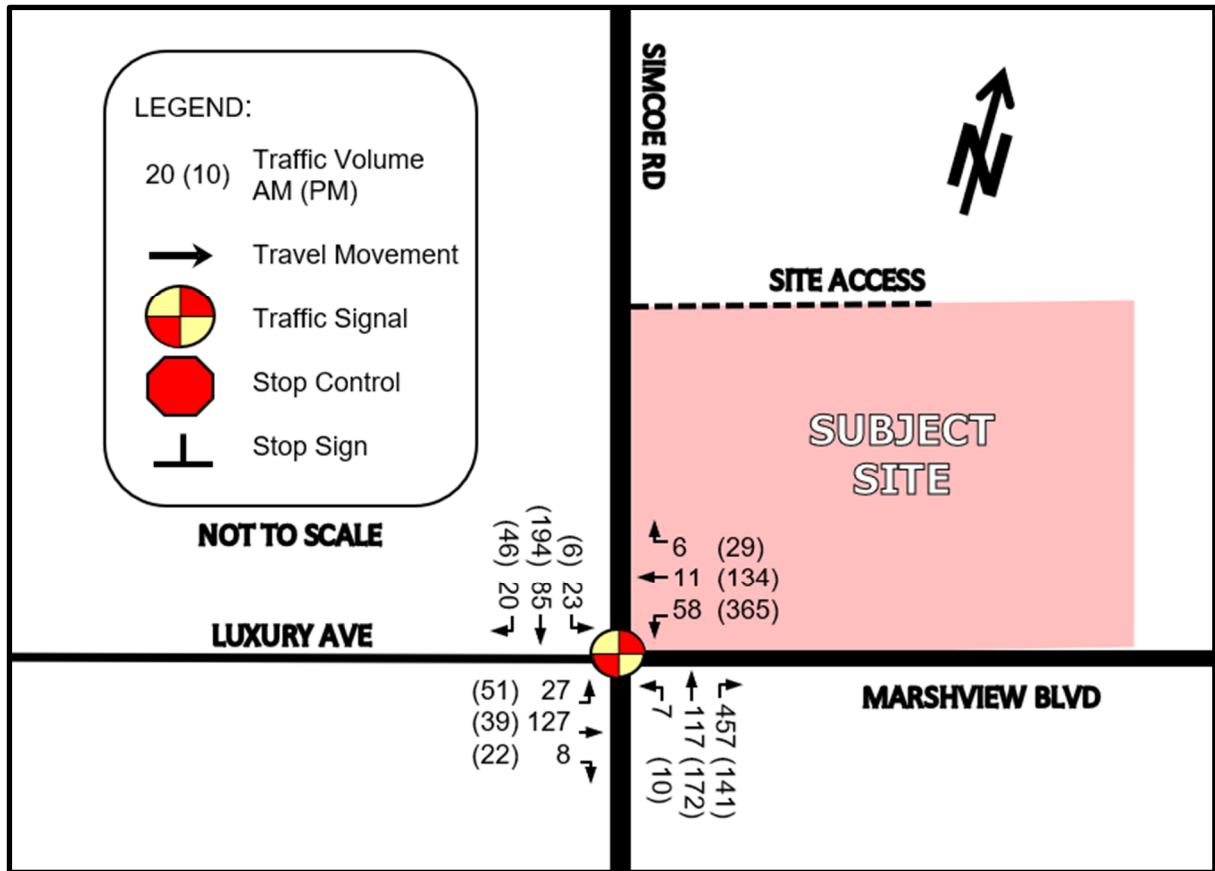 LEGEND:
20 (10) Traffic Volume
AM (PM)
Travel Movement
Traffic Signal
Stop Control
Stop Sign
NOT TO SCALE
SIMCOE RD
N
SITE ACCESS
SUBJECT
SITE
(46) 20
(194) 85
(6) 23
6 (29)
11 (134)
58 (365)
LUXURY AVE
MARSHVIEW BLVD
(51) 27
(39) 127
(22) 8
7 (10)
117 (172)
457 (141)